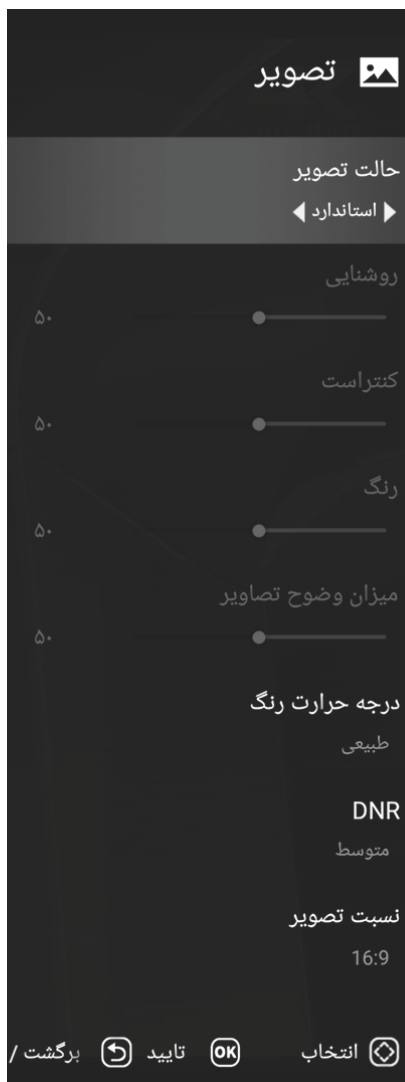 تصویر
حالت تصویر
استاندارد
روشنایی
۵۰
کنتراست
۵۰
رنگ
۵۰
میزان وضوح تصاویر
۵۰
درجه حرارت رنگ
طبیعی
DNR
متوسط
نسبت تصویر
16:9
انتخاب OK تایید برگشت /